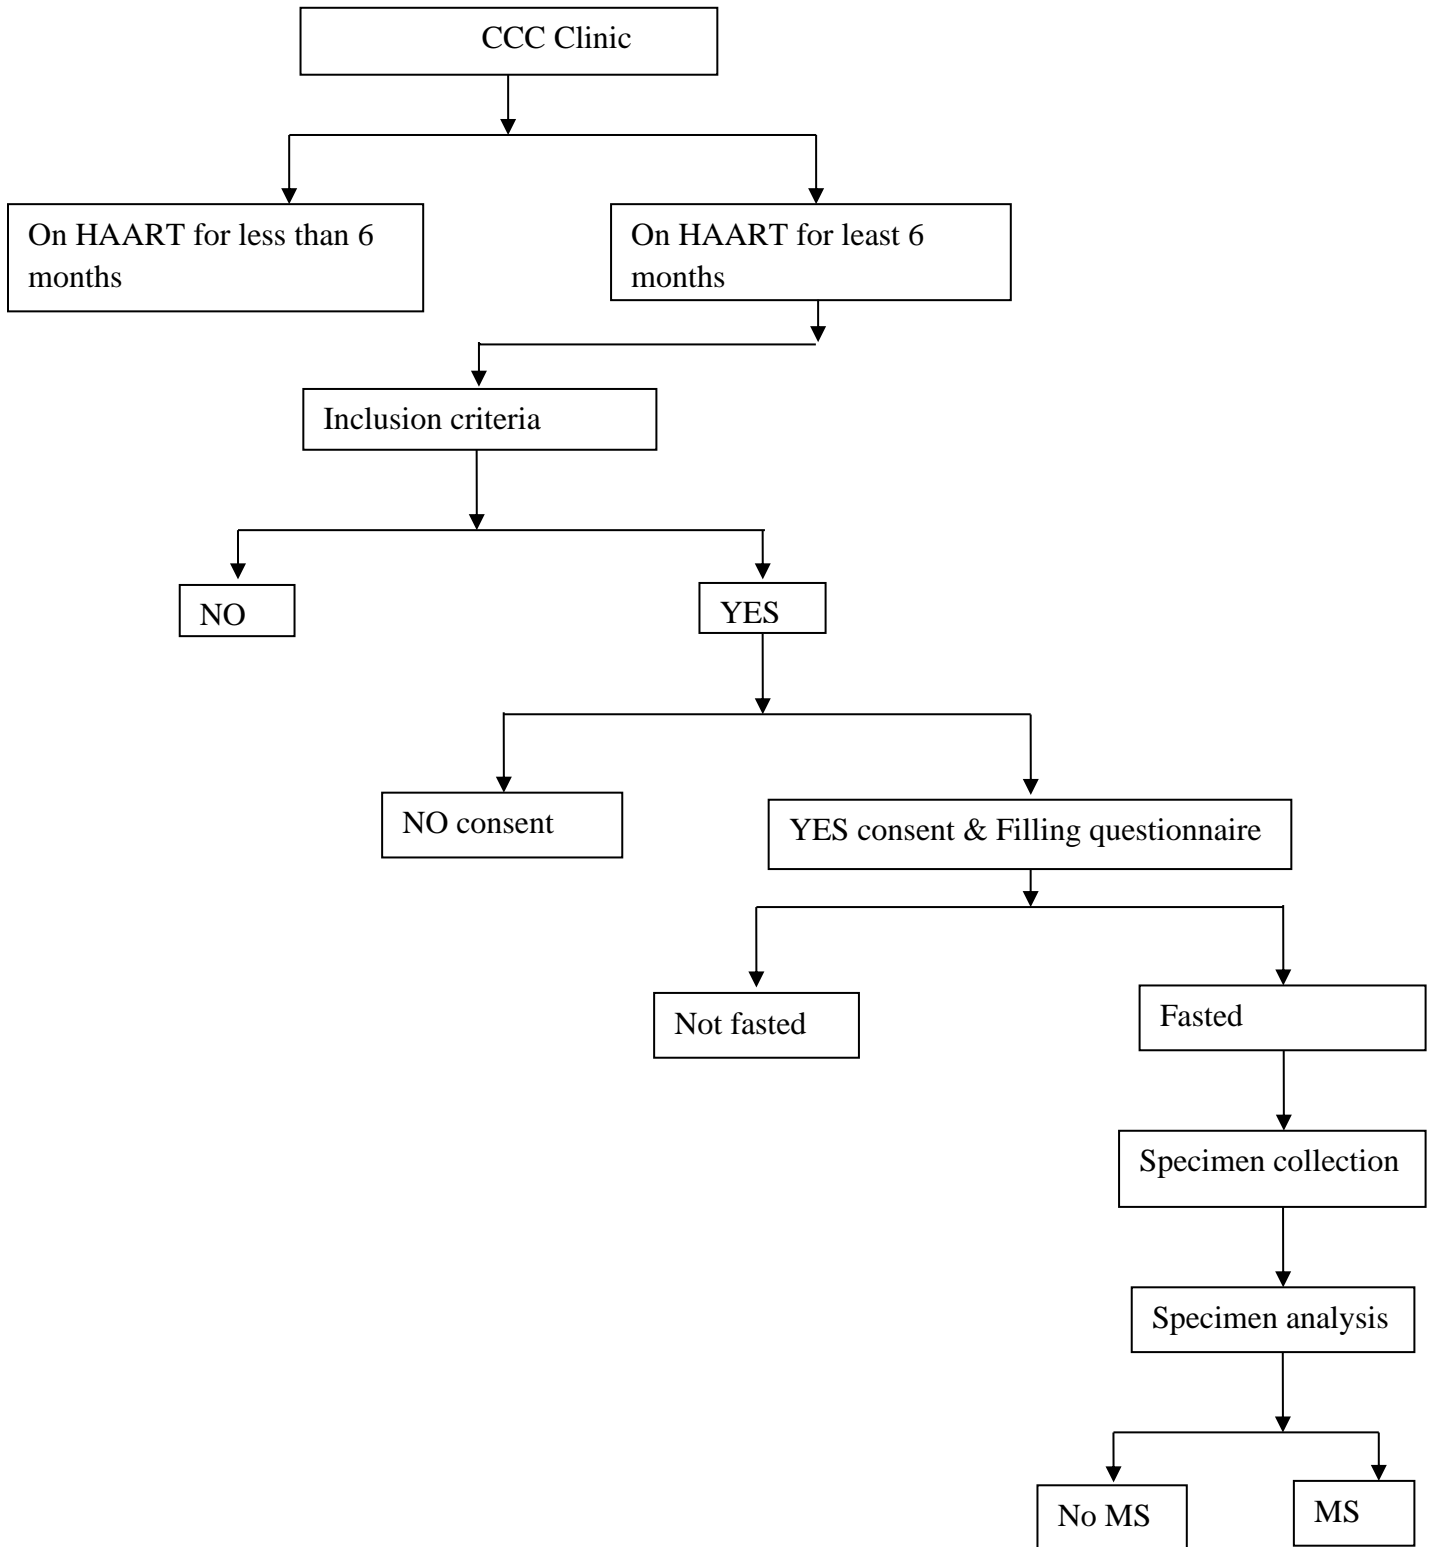 CCC Clinic
On HAART for less than 6
months
On HAART for least 6
months
Inclusion criteria
NO
YES
NO consent
YES consent & Filling questionnaire
Not fasted
Fasted
Specimen collection
Specimen analysis
No MS
MS